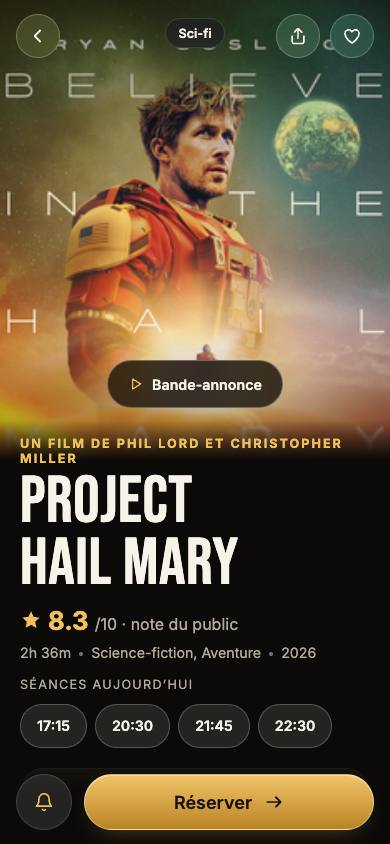 Sci-fi
RYAN
BELIEVE
IN THE
HAIL
Bande-annonce
UN FILM DE PHIL LORD ET CHRISTOPHER
MILLER
PROJECT
HAIL MARY
8.3 /10 · note du public
2h 36m • Science-fiction, Aventure • 2026
SÉANCES AUJOURD’HUI
17:15 20:30 21:45 22:30
Réserver →